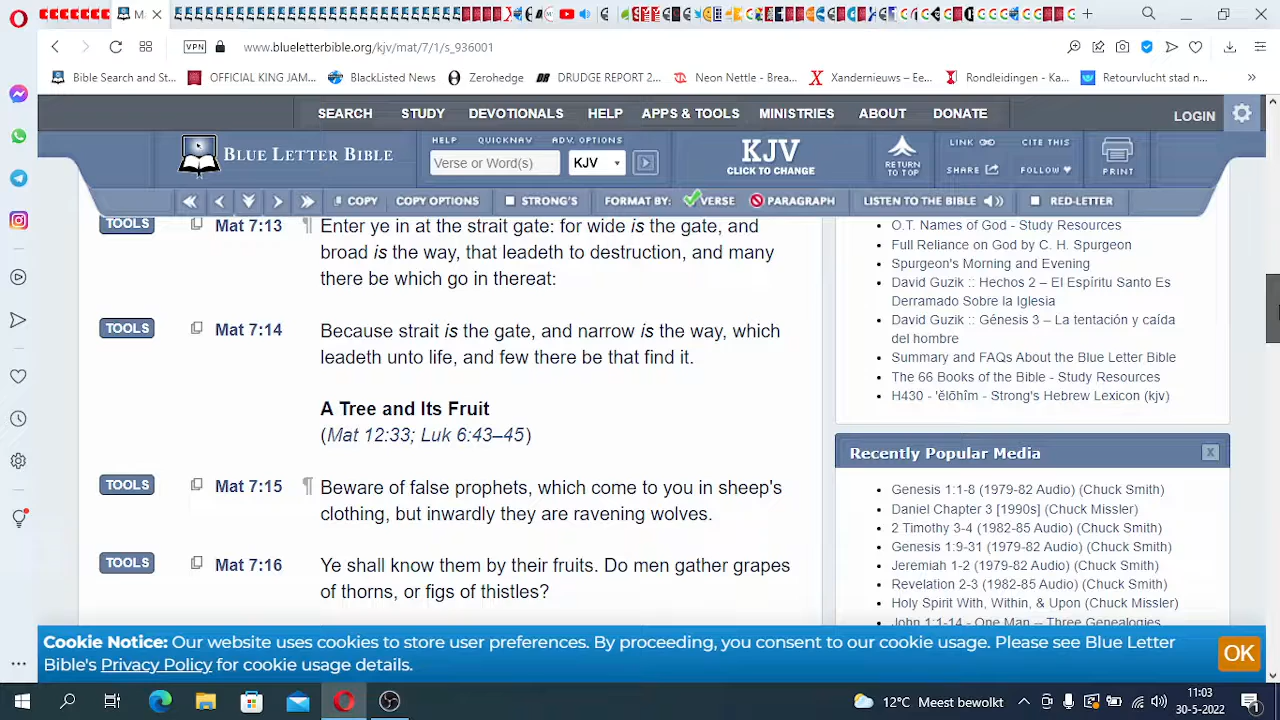 M
www.blueletterbible.org/kjv/mat/7/1/s_936001
VPN
Bible Search and St...
OFFICIAL KING JAM...
BlackListed News
Zerohedge
DRUDGE REPORT 2...
Neon Nettle - Brea...
Xandernieuws – Ee...
Rondleidingen - Ka...
Retourvlucht stad n...
SEARCH STUDY DEVOTIONALS HELP APPS & TOOLS MINISTRIES ABOUT DONATE
LOGIN
HELP QUICKNAV ADV. OPTIONS
BLUE LETTER BIBLE
Verse or Word(s)
KJV
KJV
CLICK TO CHANGE
RETURN
TO TOP
LINK
CITE THIS
SHARE
FOLLOW
PRINT
COPY COPY OPTIONS STRONG'S FORMAT BY: VERSE PARAGRAPH LISTEN TO THE BIBLE RED-LETTER
TOOLS Mat 7:13 ¶ Enter ye in at the strait gate: for wide is the gate, and
broad is the way, that leadeth to destruction, and many
there be which go in thereat:
TOOLS Mat 7:14 Because strait is the gate, and narrow is the way, which
leadeth unto life, and few there be that find it.
A Tree and Its Fruit
(Mat 12:33; Luk 6:43–45)
TOOLS Mat 7:15 ¶ Beware of false prophets, which come to you in sheep's
clothing, but inwardly they are ravening wolves.
TOOLS Mat 7:16 Ye shall know them by their fruits. Do men gather grapes
of thorns, or figs of thistles?
O.T. Names of God - Study Resources
Full Reliance on God by C. H. Spurgeon
Spurgeon's Morning and Evening
David Guzik :: Hechos 2 – El Espíritu Santo Es
Derramado Sobre la Iglesia
David Guzik :: Génesis 3 – La tentación y caída
del hombre
Summary and FAQs About the Blue Letter Bible
The 66 Books of the Bible - Study Resources
H430 - 'ĕlōhîm - Strong's Hebrew Lexicon (kjv)
Recently Popular Media
X
Genesis 1:1-8 (1979-82 Audio) (Chuck Smith)
Daniel Chapter 3 [1990s] (Chuck Missler)
2 Timothy 3-4 (1982-85 Audio) (Chuck Smith)
Genesis 1:9-31 (1979-82 Audio) (Chuck Smith)
Jeremiah 1-2 (1979-82 Audio) (Chuck Smith)
Revelation 2-3 (1982-85 Audio) (Chuck Smith)
Holy Spirit With, Within, & Upon (Chuck Missler)
John 1:1-14 - One Man -- Three Genealogies
Cookie Notice: Our website uses cookies to store user preferences. By proceeding, you consent to our cookie usage. Please see Blue Letter
Bible's Privacy Policy for cookie usage details.
OK
12°C Meest bewolkt
11:03
30-5-2022
1